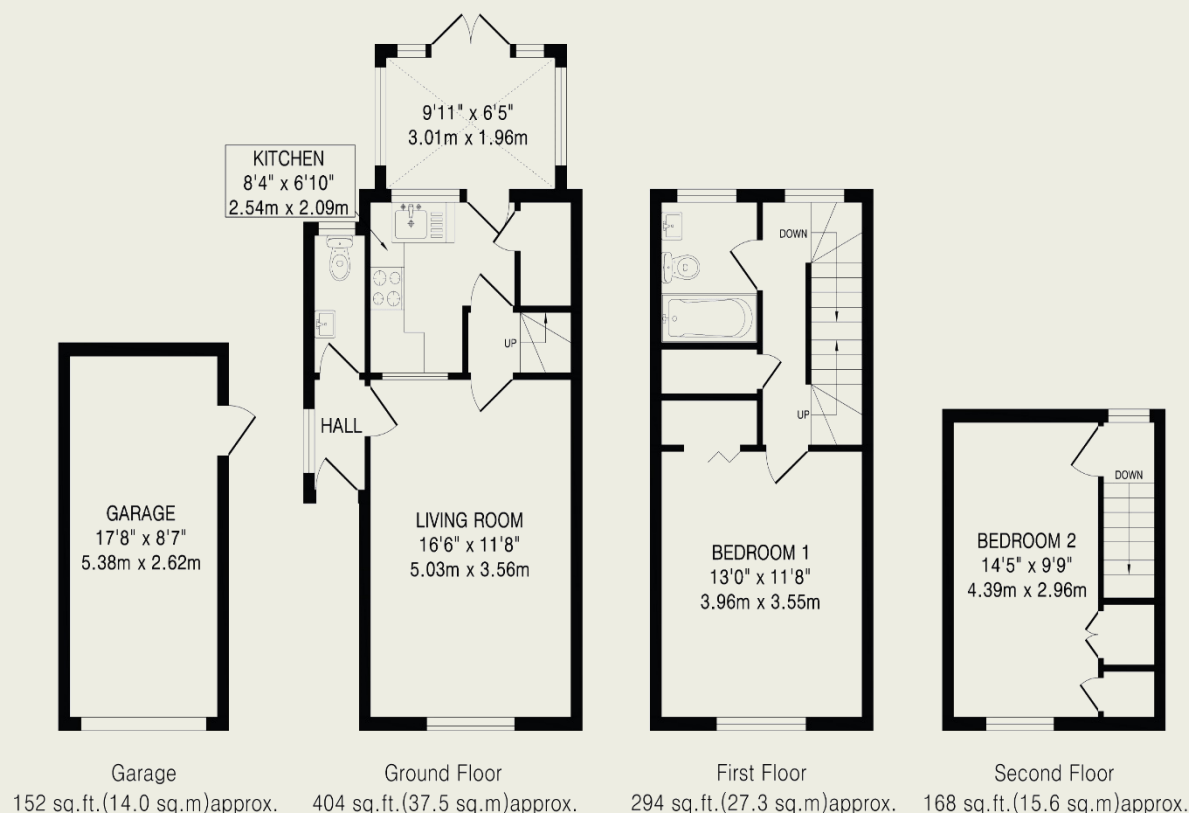 9'11" x 6'5"
3.01m x 1.96m
KITCHEN
8'4" x 6'10"
2.54m x 2.09m
UP
HALL
GARAGE
17'8" x 8'7"
5.38m x 2.62m
LIVING ROOM
16'6" x 11'8"
5.03m x 3.56m
DOWN
UP
BEDROOM 1
13'0" x 11'8"
3.96m x 3.55m
DOWN
BEDROOM 2
14'5" x 9'9"
4.39m x 2.96m
Garage
152 sq.ft.(14.0 sq.m)approx.
Ground Floor
404 sq.ft.(37.5 sq.m)approx.
First Floor
294 sq.ft.(27.3 sq.m)approx.
Second Floor
168 sq.ft.(15.6 sq.m)approx.